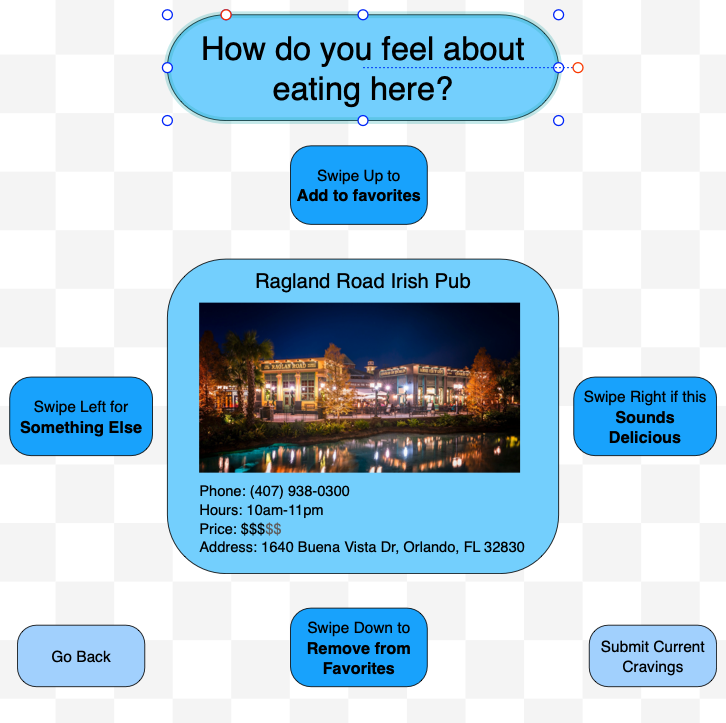 How do you feel about
eating here?
Swipe Up to
Add to favorites
Ragland Road Irish Pub
RAGLAN ROAD
Swipe Left for
Something Else
Swipe Right if this
Sounds
Delicious
Phone: (407) 938-0300
Hours: 10am-11pm
Price: $$$$$
Address: 1640 Buena Vista Dr, Orlando, FL 32830
Go Back
Swipe Down to
Remove from
Favorites
Submit Current
Cravings